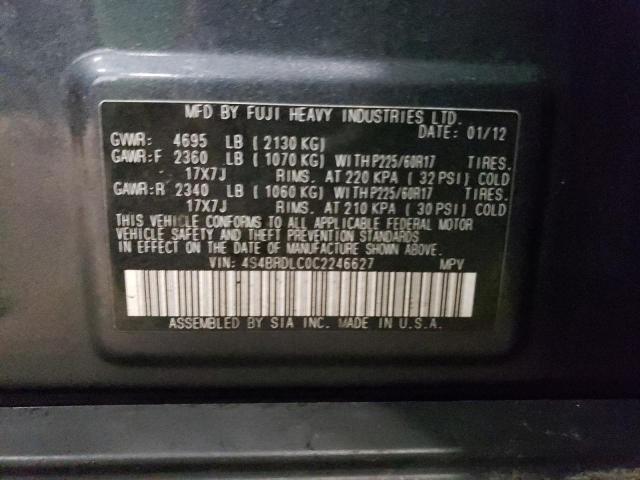 MFD BY FUJI HEAVY INDUSTRIES LTD.
DATE: 01/12
GVWR: 4695 LB ( 2130 KG)
GAWR:F 2360 LB ( 1070 KG) WITH P225/60R17 TIRES.
17X7J RIMS. AT 220 KPA ( 32 PSI) COLD
GAWR:R 2340 LB ( 1060 KG) WITH P225/60R17 TIRES.
17X7J RIMS. AT 210 KPA ( 30 PSI) COLD
THIS VEHICLE CONFORMS TO ALL APPLICABLE FEDERAL MOTOR
VEHICLE SAFETY AND THEFT PREVENTION STANDARDS
IN EFFECT ON THE DATE OF MANUFACTURE SHOWN ABOVE.
VIN: 4S4BRDLC0C2246627 MPV
ASSEMBLED BY SIA INC. MADE IN U.S.A.